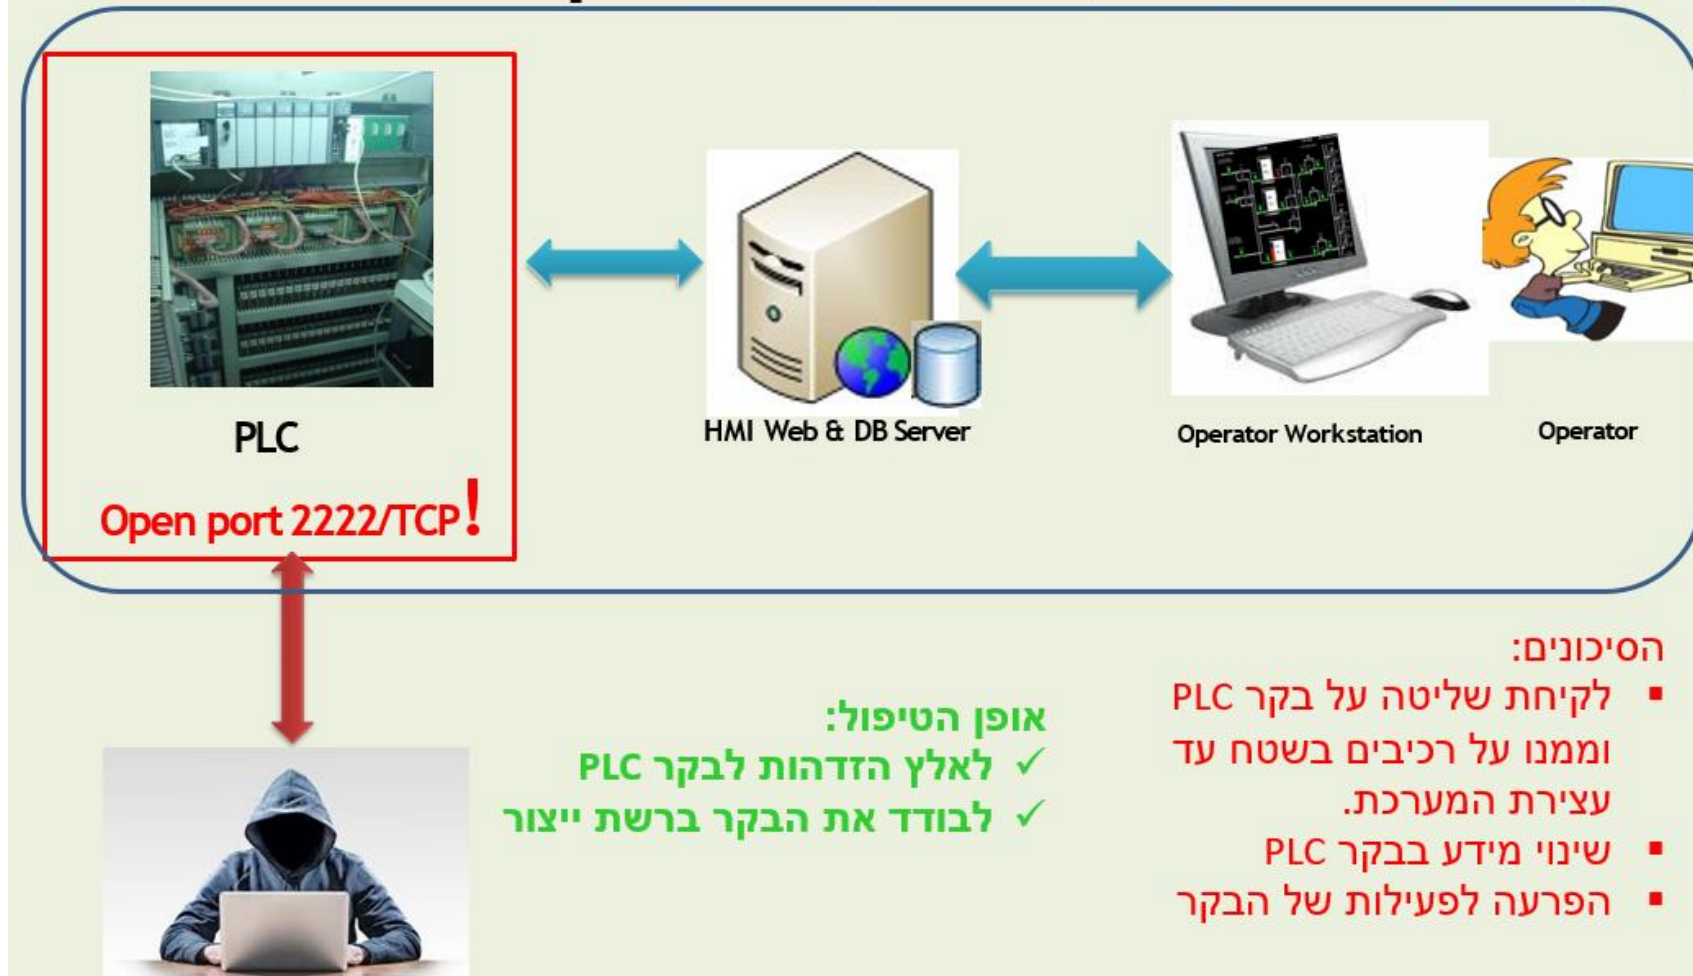 PLC
Open port 2222/TCP!
HMI Web & DB Server
Operator Workstation
Operator
הסיכונים:
▪ לקיחת שליטה על בקר PLC
וממנו על רכיבים בשטח עד
עצירת המערכת.
▪ שינוי מידע בבקר PLC
▪ הפרעה לפעילות של הבקר
אופן הטיפול:
✓ לאלץ הזדהות לבקר PLC
✓ לבודד את הבקר ברשת ייצור